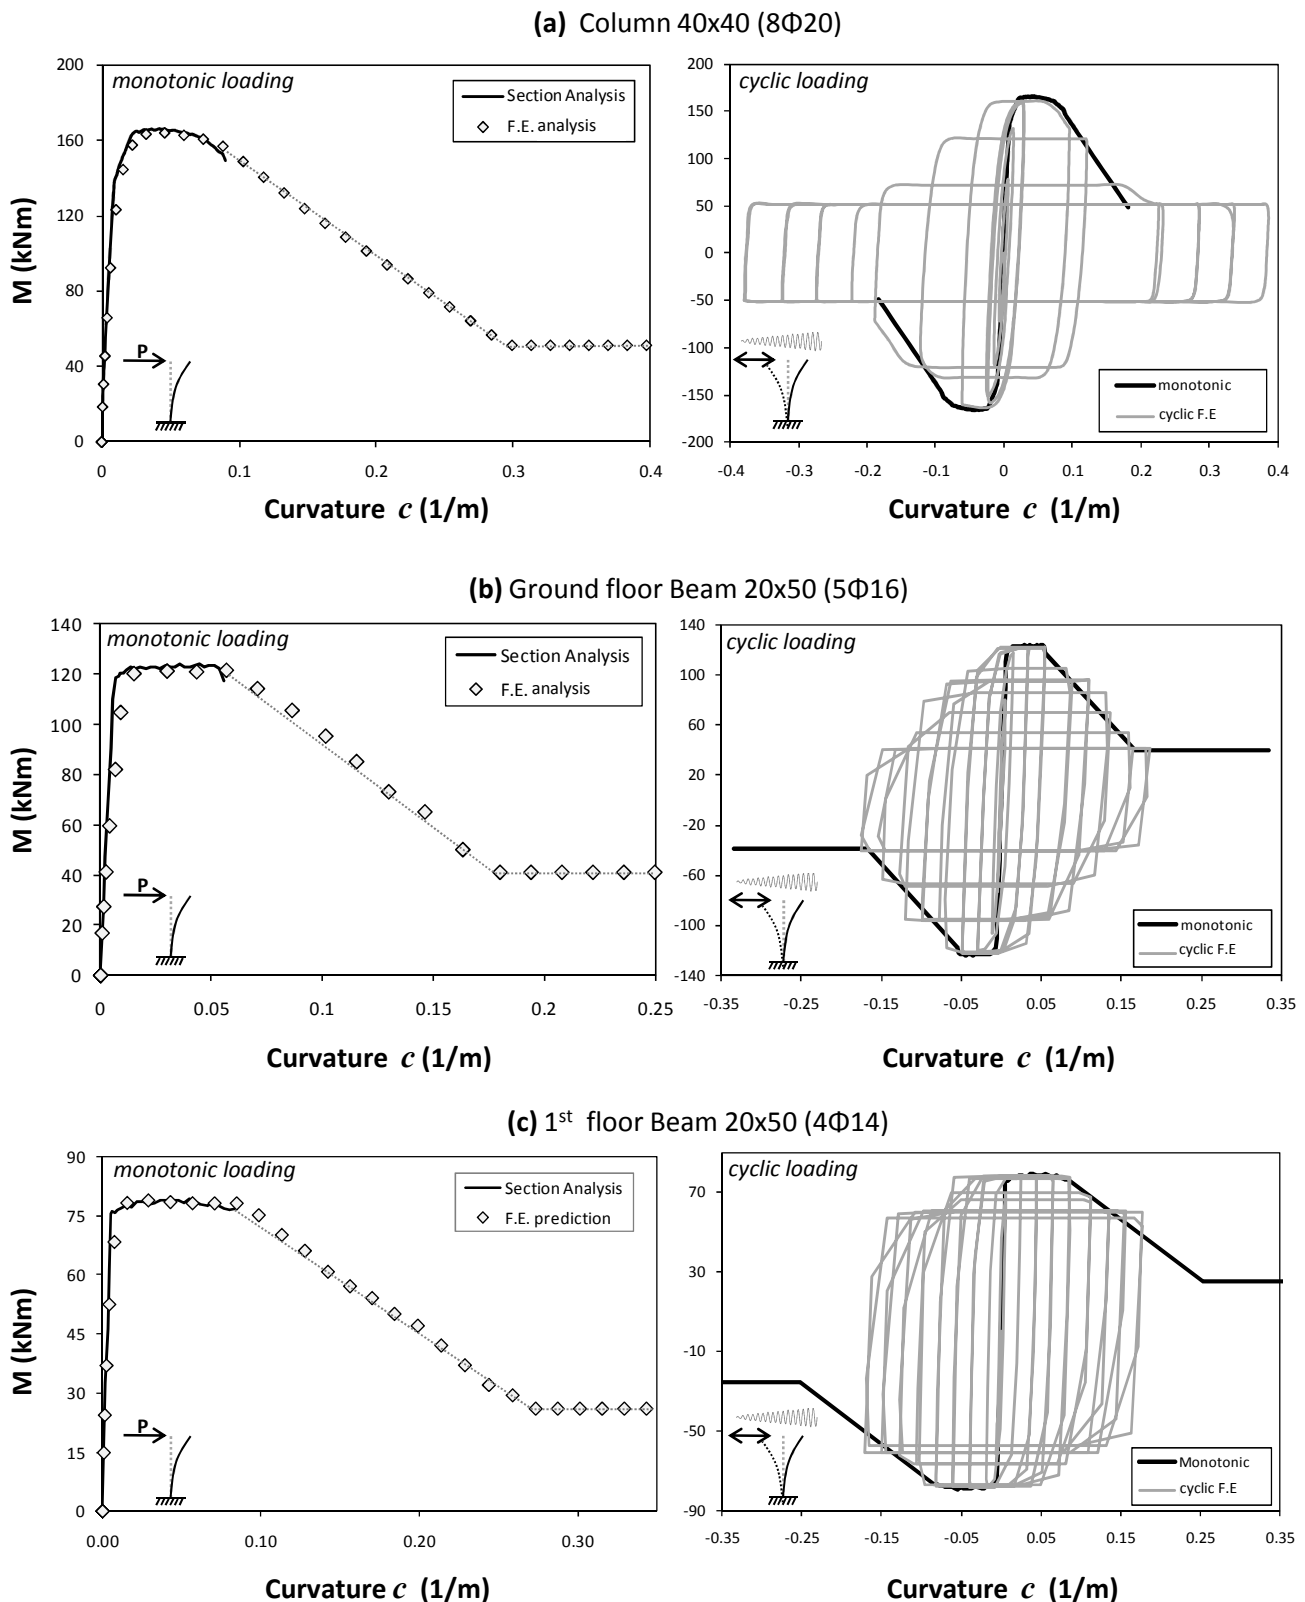 (a) Column 40x40 (8Φ20)
monotonic loading
Section Analysis
F.E. analysis
M (kNm)
200
160
120
80
40
0
P
0 0.1 0.2 0.3 0.4
Curvature c (1/m)
cyclic loading
200
150
100
50
0
-50
-100
-150
-200
monotonic
cyclic F.E
-0.4 -0.3 -0.2 -0.1 0 0.1 0.2 0.3 0.4
Curvature c (1/m)
(b) Ground floor Beam 20x50 (5Φ16)
monotonic loading
Section Analysis
F.E. analysis
M (kNm)
140
120
100
80
60
40
20
0
P
0 0.05 0.1 0.15 0.2 0.25
Curvature c (1/m)
cyclic loading
140
100
60
20
-20
-60
-100
-140
monotonic
cyclic F.E
-0.35 -0.25 -0.15 -0.05 0.05 0.15 0.25 0.35
Curvature c (1/m)
(c) 1st floor Beam 20x50 (4Φ14)
monotonic loading
Section Analysis
F.E. prediction
M (kNm)
90
75
60
45
30
15
0
P
0.00 0.10 0.20 0.30
Curvature c (1/m)
cyclic loading
70
30
-10
-50
-90
Monotonic
cyclic F.E
-0.35 -0.25 -0.15 -0.05 0.05 0.15 0.25 0.35
Curvature c (1/m)